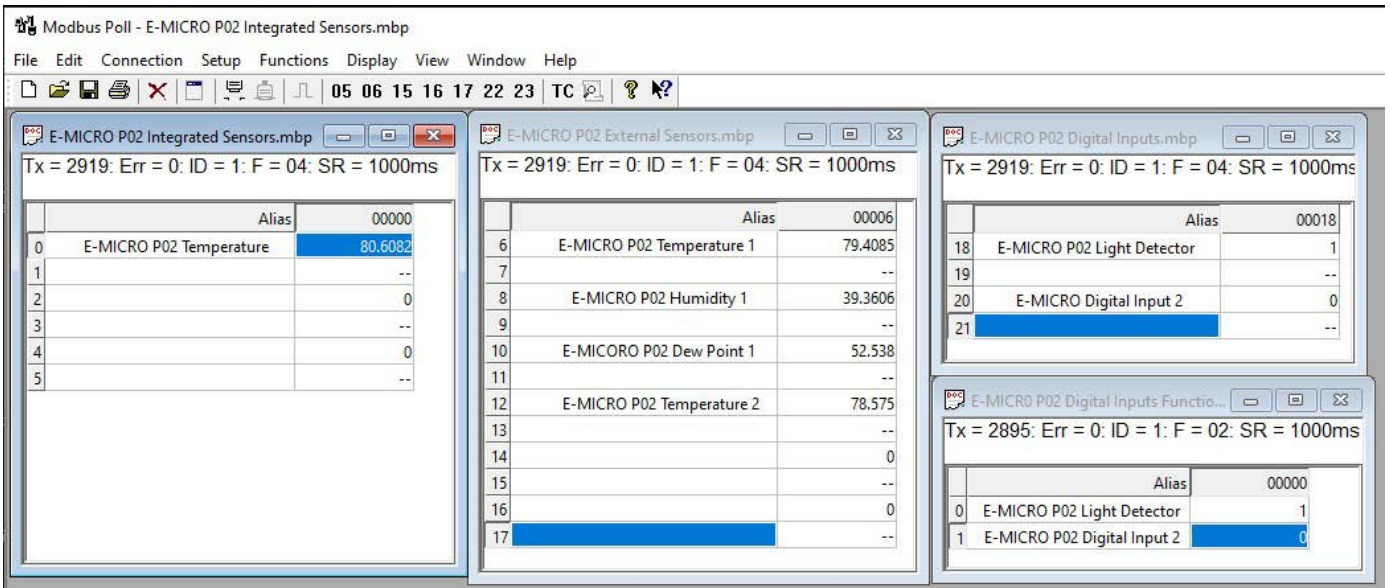 Modbus Poll - E-MICRO P02 Integrated Sensors.mbp
File Edit Connection Setup Functions Display View Window Help
05 06 15 16 17 22 23 TC
E-MICRO P02 Integrated Sensors.mbp
Tx = 2919: Err = 0: ID = 1: F = 04: SR = 1000ms
Alias 00000
0 E-MICRO P02 Temperature 80.6082
1 --
2 0
3 --
4 0
5 --
E-MICRO P02 External Sensors.mbp
Tx = 2919: Err = 0: ID = 1: F = 04: SR = 1000ms
Alias 00006
6 E-MICRO P02 Temperature 1 79.4085
7 --
8 E-MICRO P02 Humidity 1 39.3606
9 --
10 E-MICORO P02 Dew Point 1 52.538
11 --
12 E-MICRO P02 Temperature 2 78.575
13 --
14 0
15 --
16 0
17 --
E-MICRO P02 Digital Inputs.mbp
Tx = 2919: Err = 0: ID = 1: F = 04: SR = 1000ms
Alias 00018
18 E-MICRO P02 Light Detector 1
19 --
20 E-MICRO Digital Input 2 0
21 --
E-MICR0 P02 Digital Inputs Functio...
Tx = 2895: Err = 0: ID = 1: F = 02: SR = 1000ms
Alias 00000
0 E-MICRO P02 Light Detector 1
1 E-MICRO P02 Digital Input 2 0